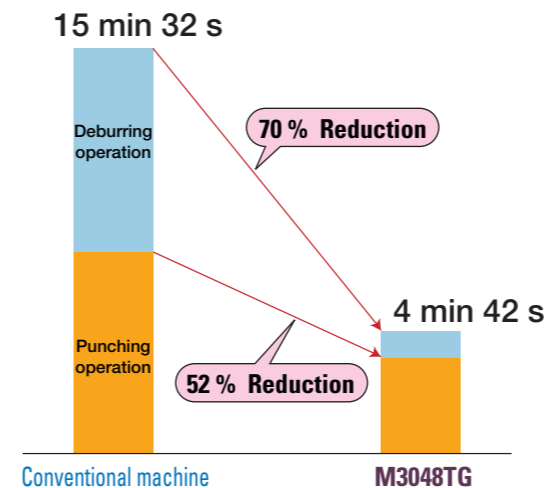 15 min 32 s
Deburring
operation
70 % Reduction
4 min 42 s
Punching
operation
52 % Reduction
Conventional machine
M3048TG